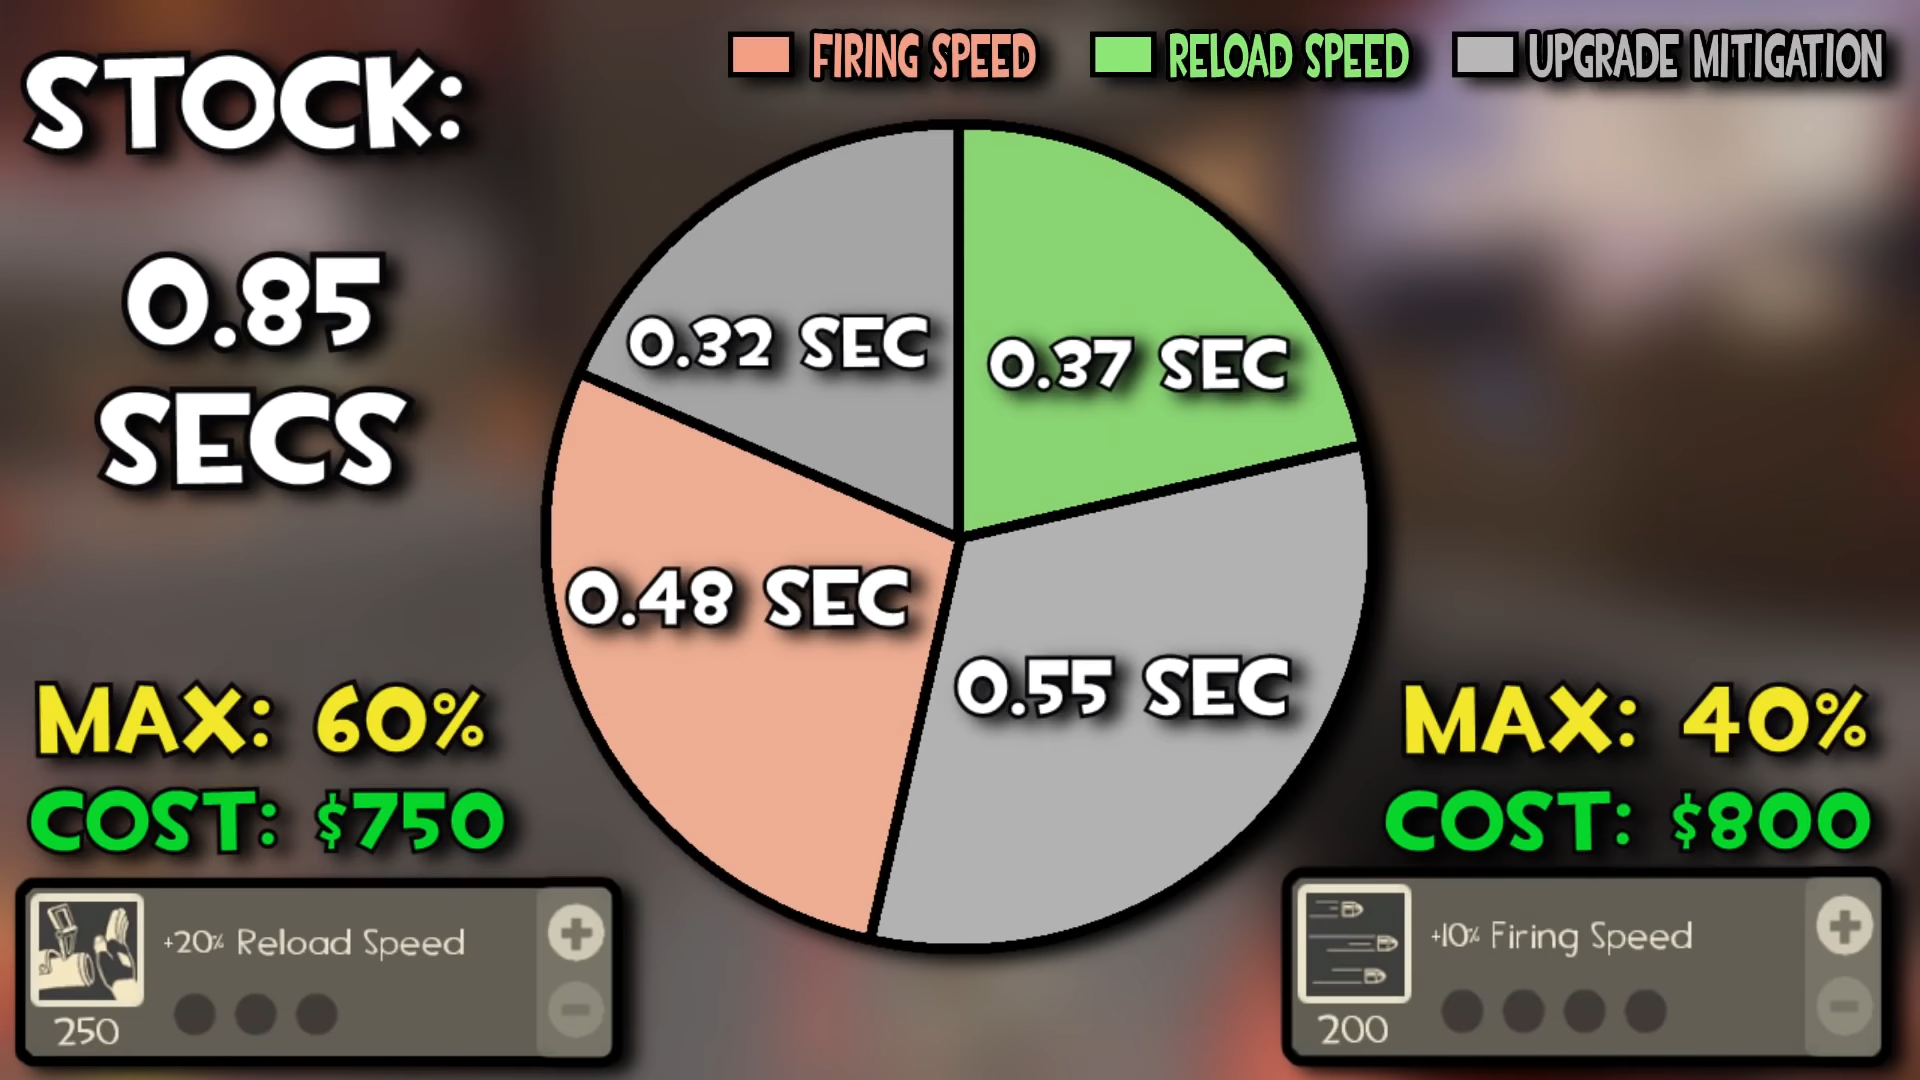 STOCK:
0.85
SECS
FIRING SPEED
RELOAD SPEED
UPGRADE MITIGATION
0.32 SEC
0.37 SEC
0.48 SEC
0.55 SEC
MAX: 60%
COST: $750
+20% Reload Speed
250
MAX: 40%
COST: $800
+10% Firing Speed
200